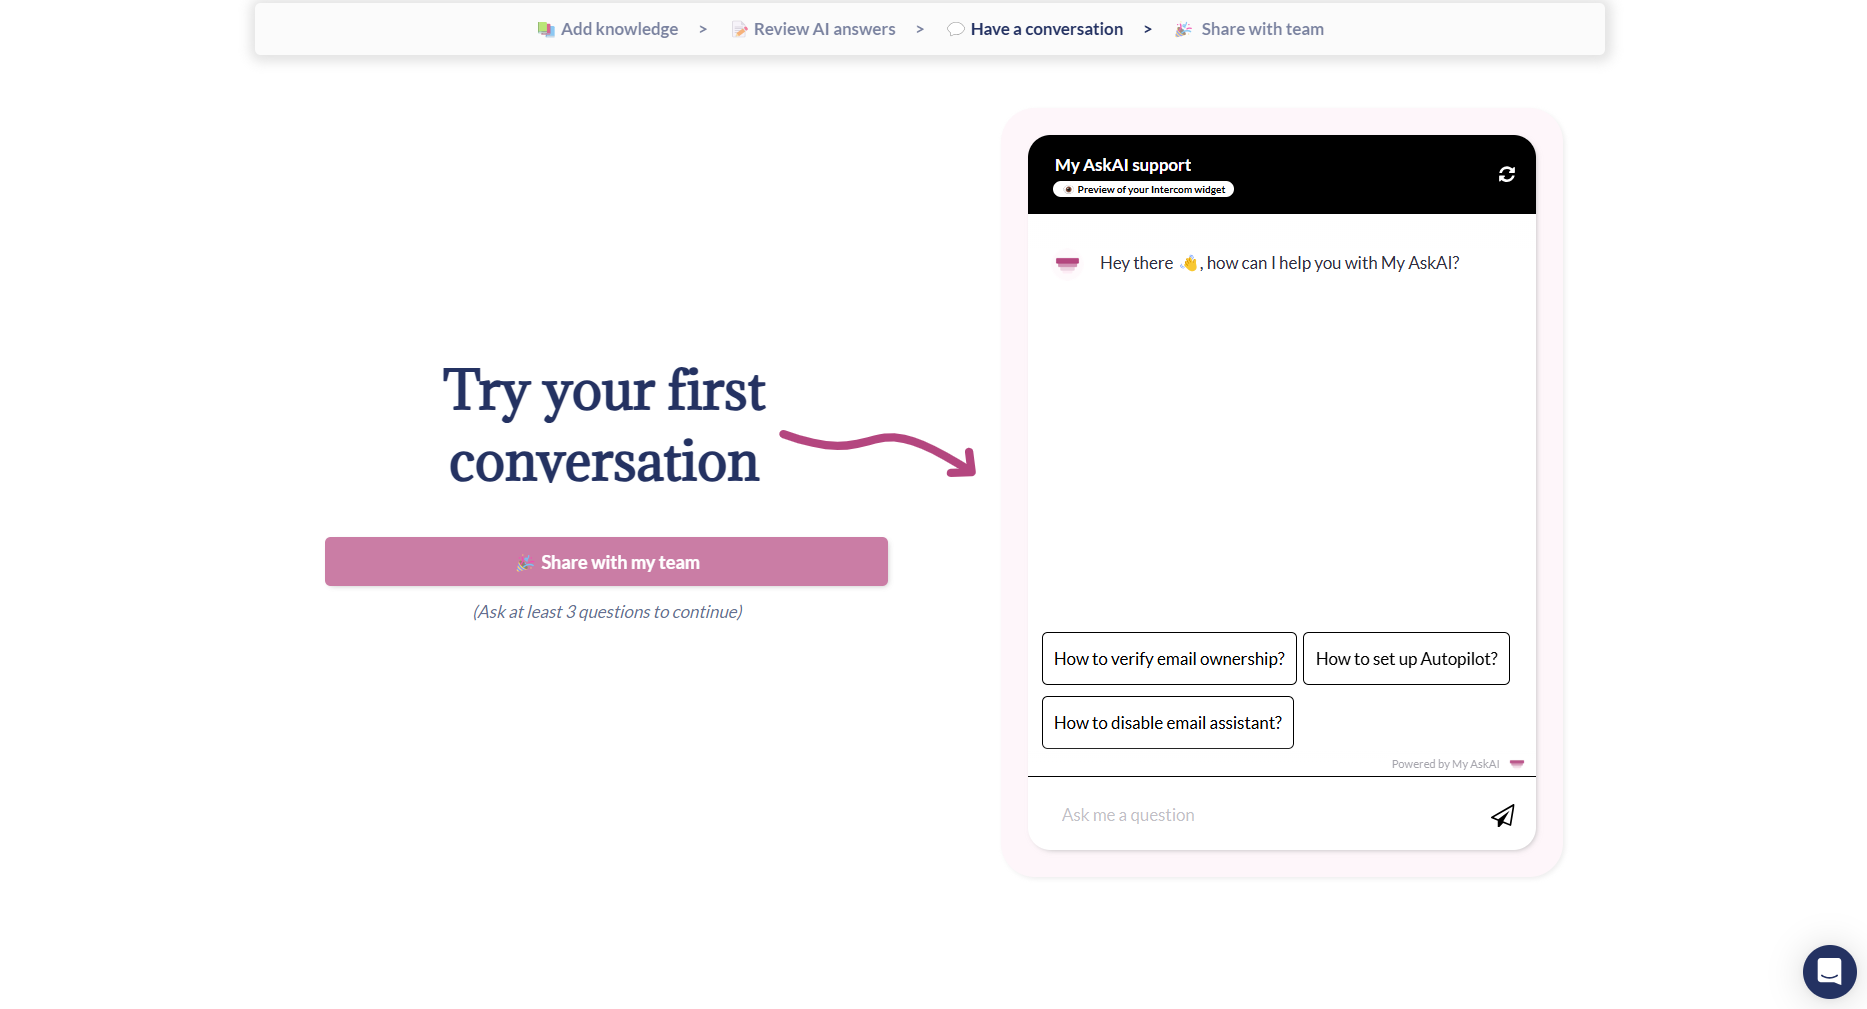 Add knowledge > Review AI answers > Have a conversation > Share with team
My AskAI support
Preview of your Intercom widget
Hey there 👋, how can I help you with My AskAI?
Try your first
conversation
Share with my team
(Ask at least 3 questions to continue)
How to verify email ownership? How to set up Autopilot?
How to disable email assistant?
Powered by My AskAI
Ask me a question